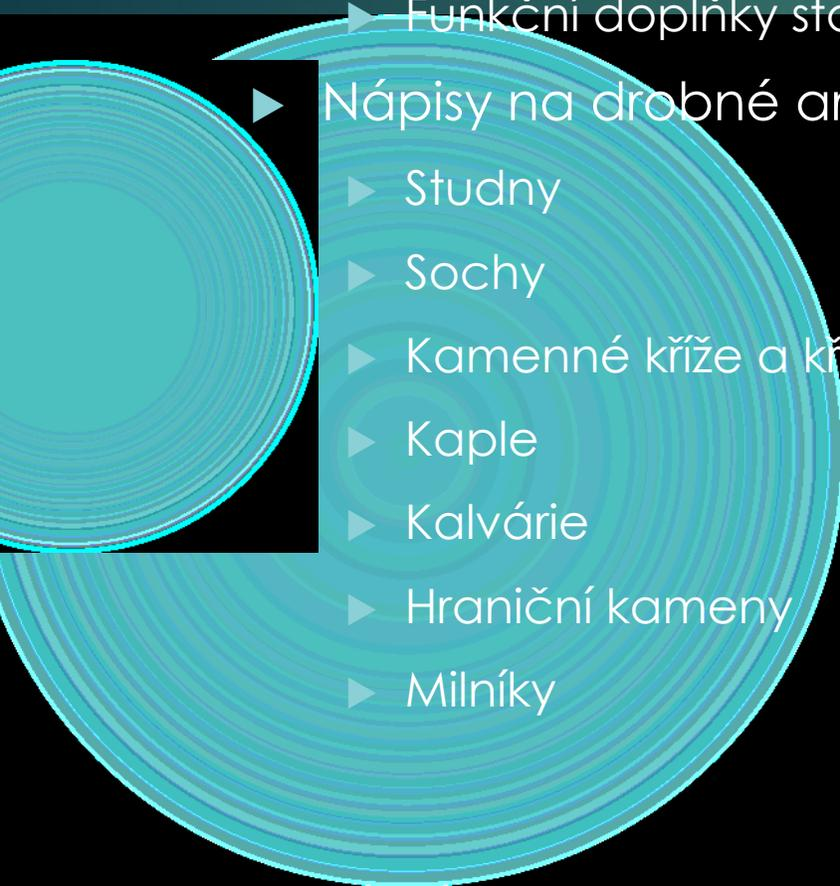 Funkční doplňky
Nápisy na drobné
Studny
Sochy
Kamenné kříže a
Kaple
Kalvárie
Hraniční kameny
Milníky